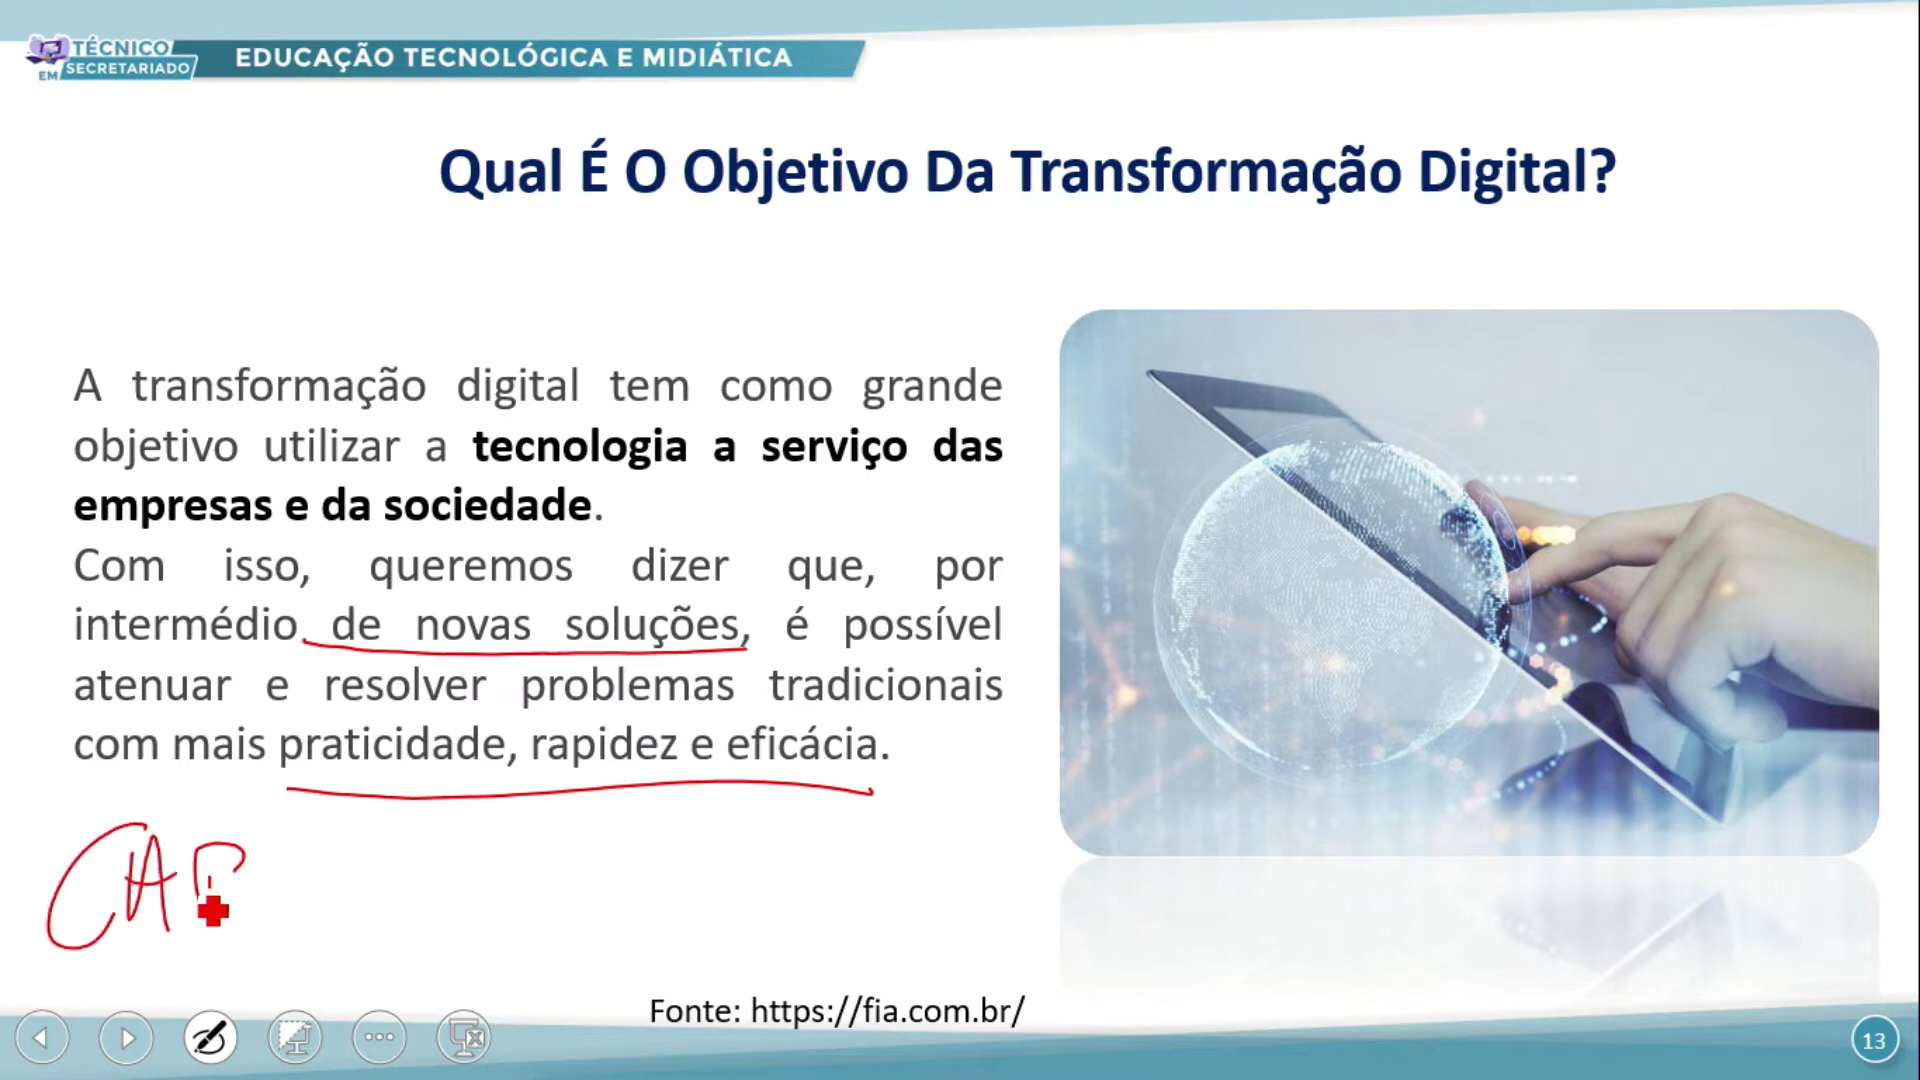 TÉCNICO
EM SECRETARIADO
EDUCAÇÃO TECNOLÓGICA E MIDIÁTICA
Qual É O Objetivo Da Transformação Digital?
A transformação digital tem como grande
objetivo utilizar a tecnologia a serviço das
empresas e da sociedade.
Com isso, queremos dizer que, por
intermédio de novas soluções, é possível
atenuar e resolver problemas tradicionais
com mais praticidade, rapidez e eficácia.
Fonte: https://fia.com.br/
13